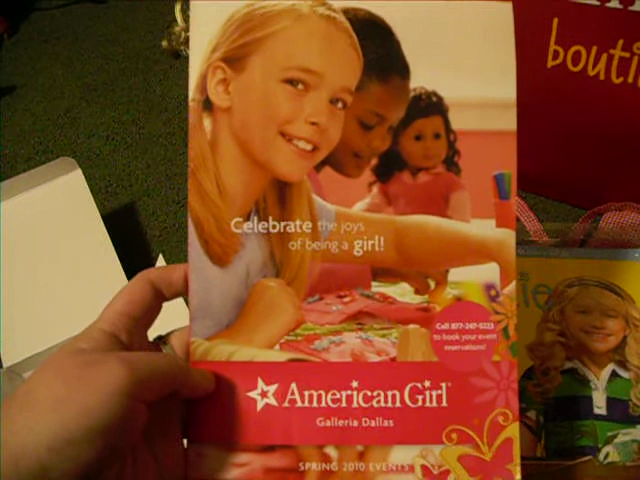 Celebrate the joys
of being a girl!
Call 877-247-5223
to book your event
reservations!
American Girl
Galleria Dallas
SPRING 2010 EVENTS